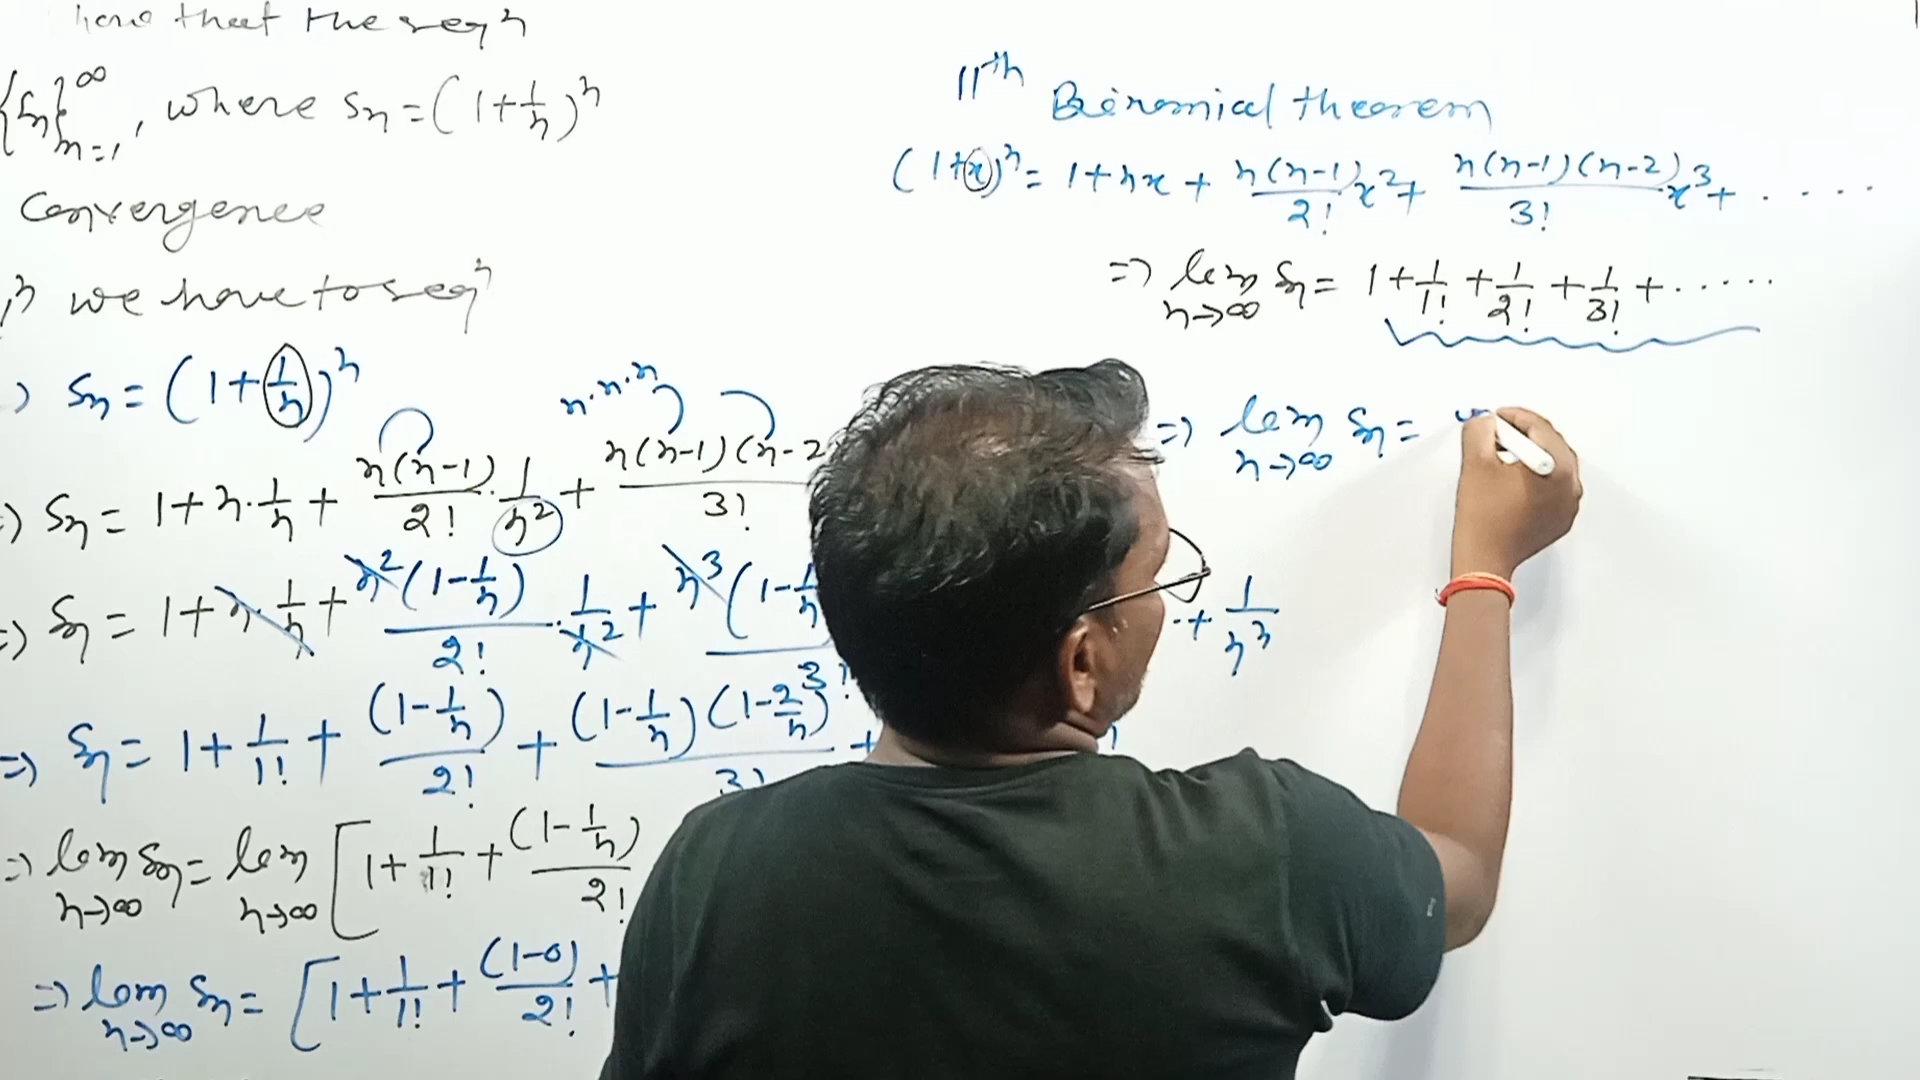 that the seqn
{Sn}∞n=1, where Sn = (1+1/n)^n
Convergence
we have to seqn
Sn = (1+1/n)^n
n·n·n
=> Sn = 1+n·1/n + n(n-1)/2! · 1/n² + n(n-1)(n-2/3!
=> Sn = 1+n·1/n + n²(1-1/n)/2! · 1/n² + n³(1-1/n/3!
=> Sn = 1+1/1! + (1-1/n)/2! + (1-1/n)(1-2/n)/3! +
=> lim n→∞ Sn = lim n→∞ [1+1/1! + (1-1/n)/2!
=> lim n→∞ Sn = [1+1/1! + (1-0)/2! +
11th Binomical theorem
(1+x)^n = 1+nx + n(n-1)/2! x² + n(n-1)(n-2)/3! x³ + .....
=> lim n→∞ Sn = 1+1/1! + 1/2! + 1/3! + .....
=> lim n→∞ Sn =
+ 1/n³